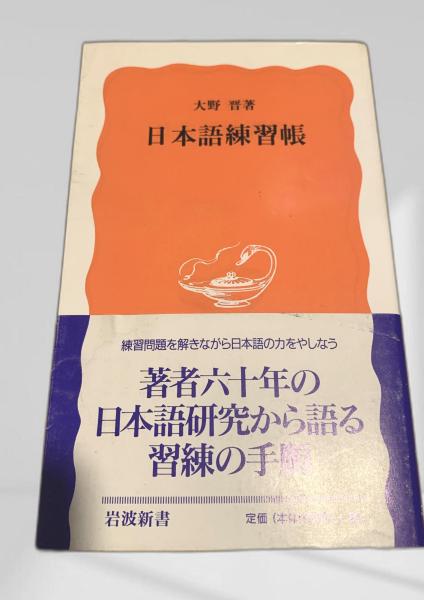 大野 晋著
日本語練習帳
練習問題を解きながら日本語の力をやしなう
著者六十年の
日本語研究から語る
習練の手
岩波新書
定価(本体